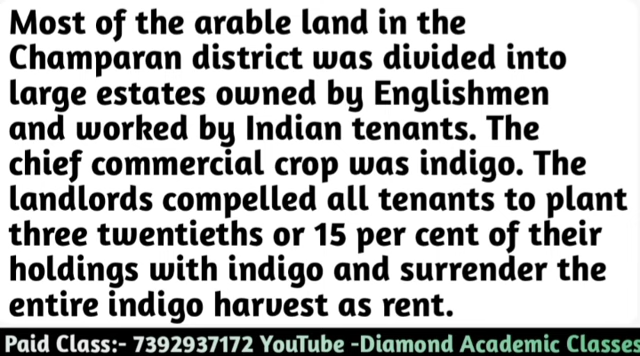 Most of the arable land in the
Champaran district was divided into
large estates owned by Englishmen
and worked by Indian tenants. The
chief commercial crop was indigo. The
landlords compelled all tenants to plant
three twentieths or 15 per cent of their
holdings with indigo and surrender the
entire indigo harvest as rent.
Paid Class:- 7392937172 YouTube -Diamond Academic Classes